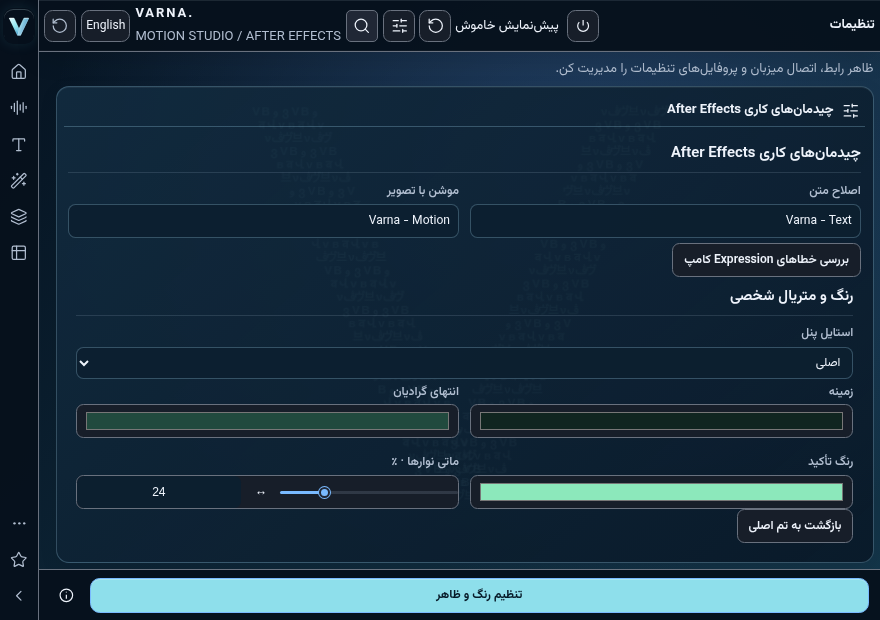 تنظیمات
پیش‌نمایش خاموش
English
VARNA.
MOTION STUDIO / AFTER EFFECTS
ظاهر رابط، اتصال میزبان و پروفایل‌های تنظیمات را مدیریت کن.
چیدمان‌های کاری After Effects
چیدمان‌های کاری After Effects
اصلاح متن
موشن با تصویر
Varna - Text
Varna - Motion
بررسی خطاهای Expression کامپ
رنگ و متریال شخصی
استایل پنل
اصلی
زمینه
انتهای گرادیان
رنگ تأکید
ماتی نوارها · ٪
24
بازگشت به تم اصلی
تنظیم رنگ و ظاهر